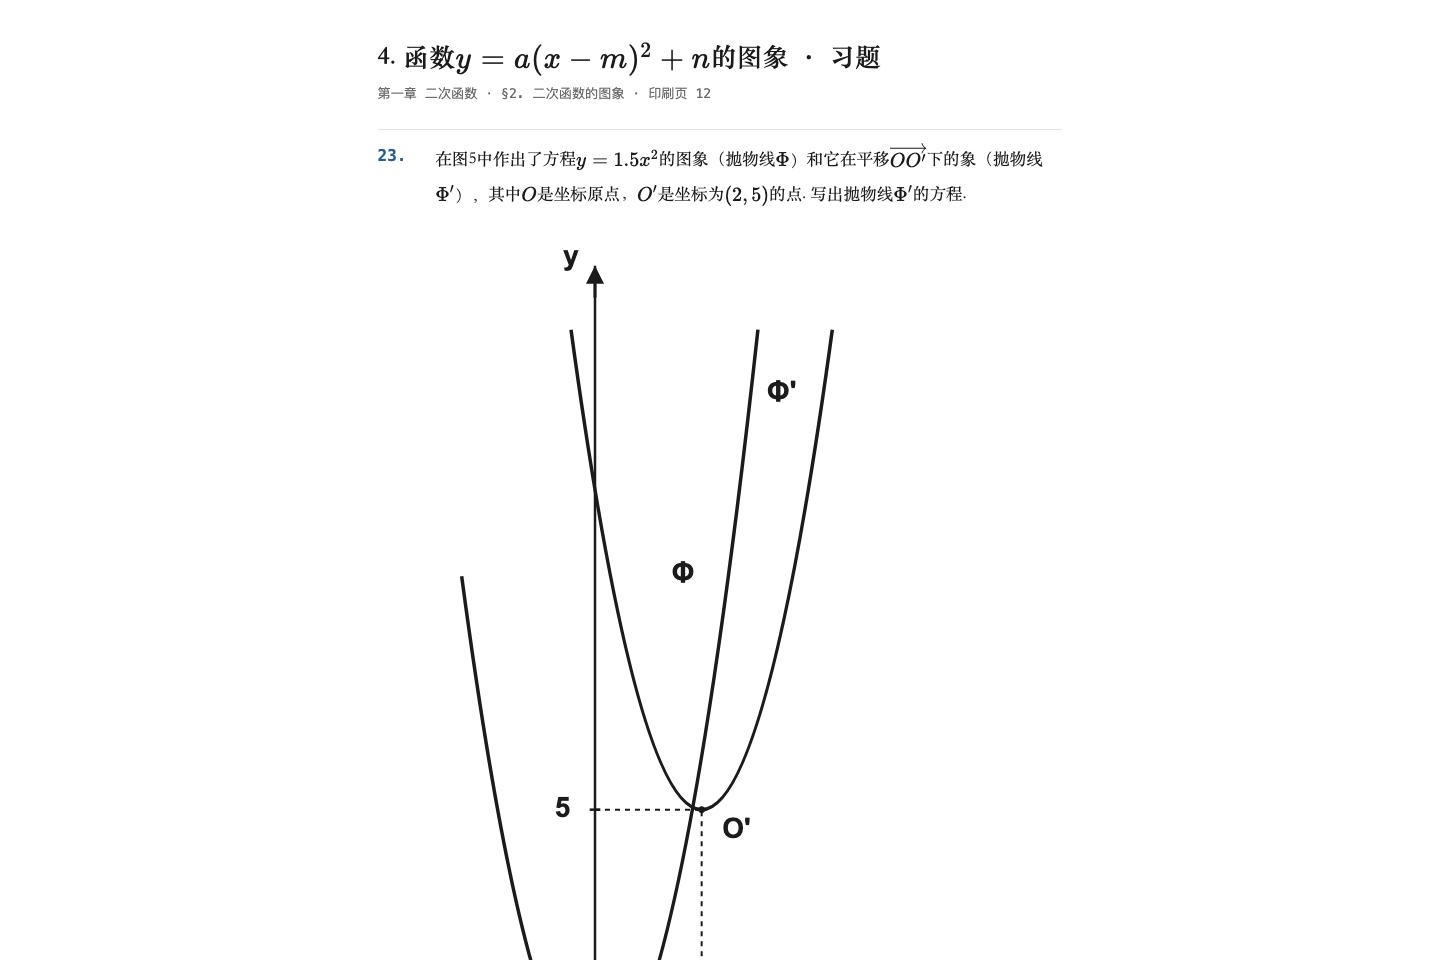 4. 函数y = a(x − m)² + n的图象 · 习题
第一章 二次函数 · §2. 二次函数的图象 · 印刷页 12
23. 在图5中作出了方程y = 1.5x²的图象（抛物线Φ）和它在平移\overrightarrow{OO′}下的象（抛物线
Φ′），其中O是坐标原点，O′是坐标为(2, 5)的点. 写出抛物线Φ′的方程.
y
Φ'
Φ
5
O'